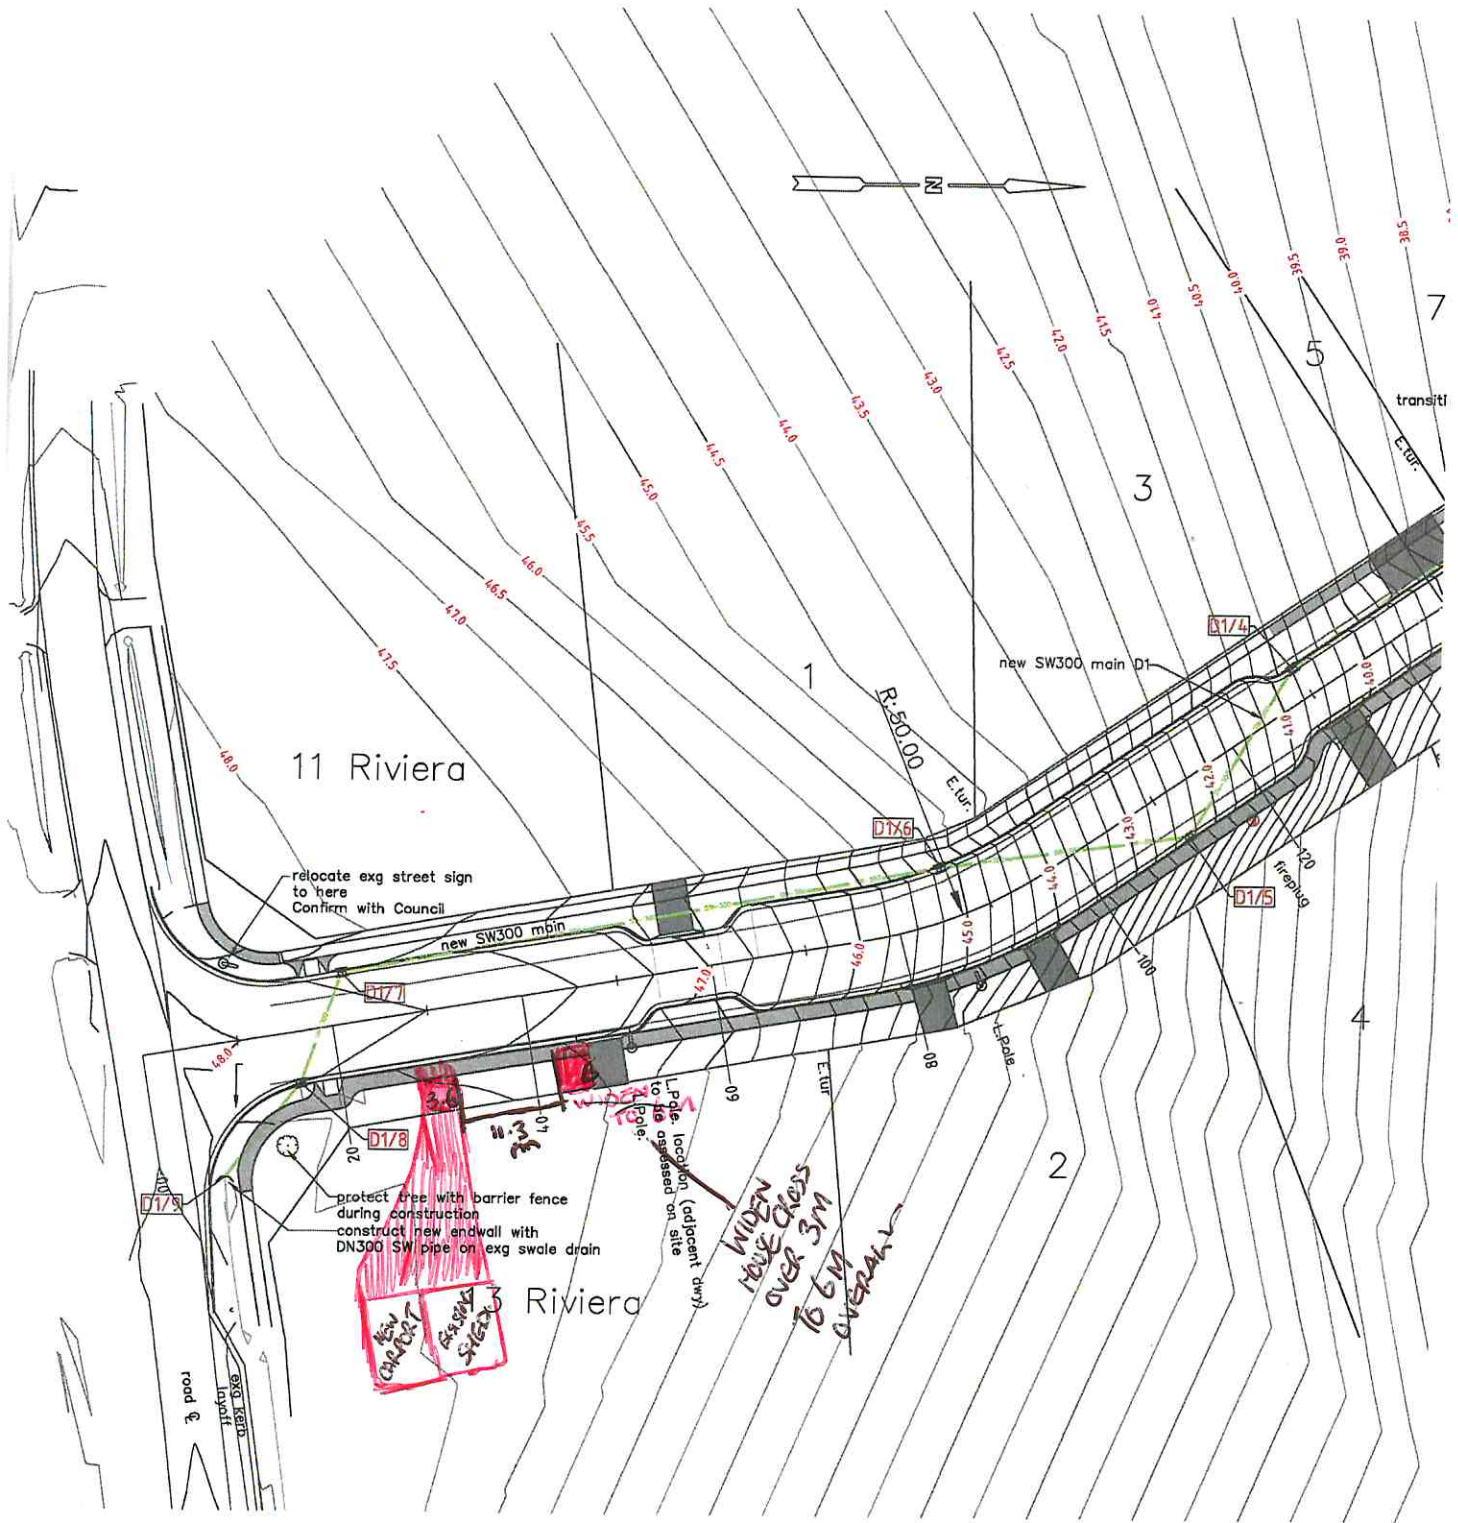 N
38.5
39.0
39.5
40.0
40.5
41.0
41.5
42.0
42.5
43.0
43.5
44.0
44.5
45.0
45.5
46.0
46.5
47.0
47.5
48.0
7
5
transiti
E.tur.
3
D1/4
new SW300 main D1
40.0
41.0
42.0
43.0
44.0
45.0
46.0
47.0
48.0
1
R:50.00
E.tur.
D1/6
11 Riviera
120
fireplug
D1/5
relocate exg street sign
to here
Confirm with Council
new SW300 main
D1/7
100
4
L.Pole
80
E.tur
60
40
20
2
3.6
WIDEN
TO 6M
11.3
L.Pole. location (adjacent dwy)
to be assessed on site
L.Pole.
D1/8
D1/9
protect tree with barrier fence
during construction
construct new endwall with
DN300 SW pipe on exg swale drain
WIDEN
HOUSE CROSS
OVER 3M
TO 6M
OVERALL
13 Riviera
NEW
CARPORT
EXISTING
SHED
road
exg kerb
layoff